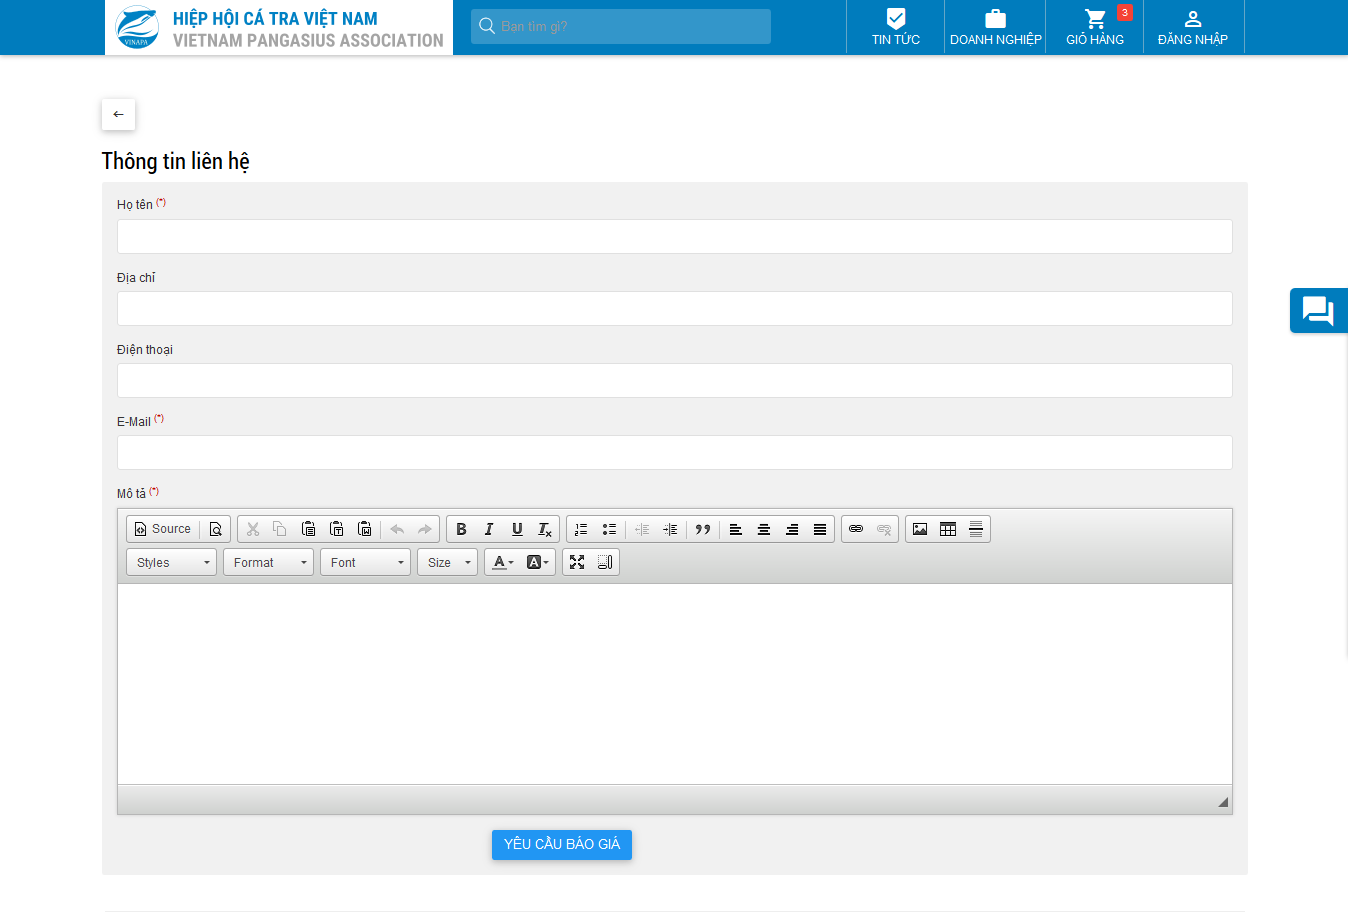 VINAPA
HIỆP HỘI CÁ TRA VIỆT NAM
VIETNAM PANGASIUS ASSOCIATION
Bạn tìm gì?
TIN TỨC
DOANH NGHIỆP
3
GIỎ HÀNG
ĐĂNG NHẬP
Thông tin liên hệ
Họ tên (*)
Địa chỉ
Điện thoại
E-Mail (*)
Mô tả (*)
Source
Styles Format Font Size
YÊU CẦU BÁO GIÁ